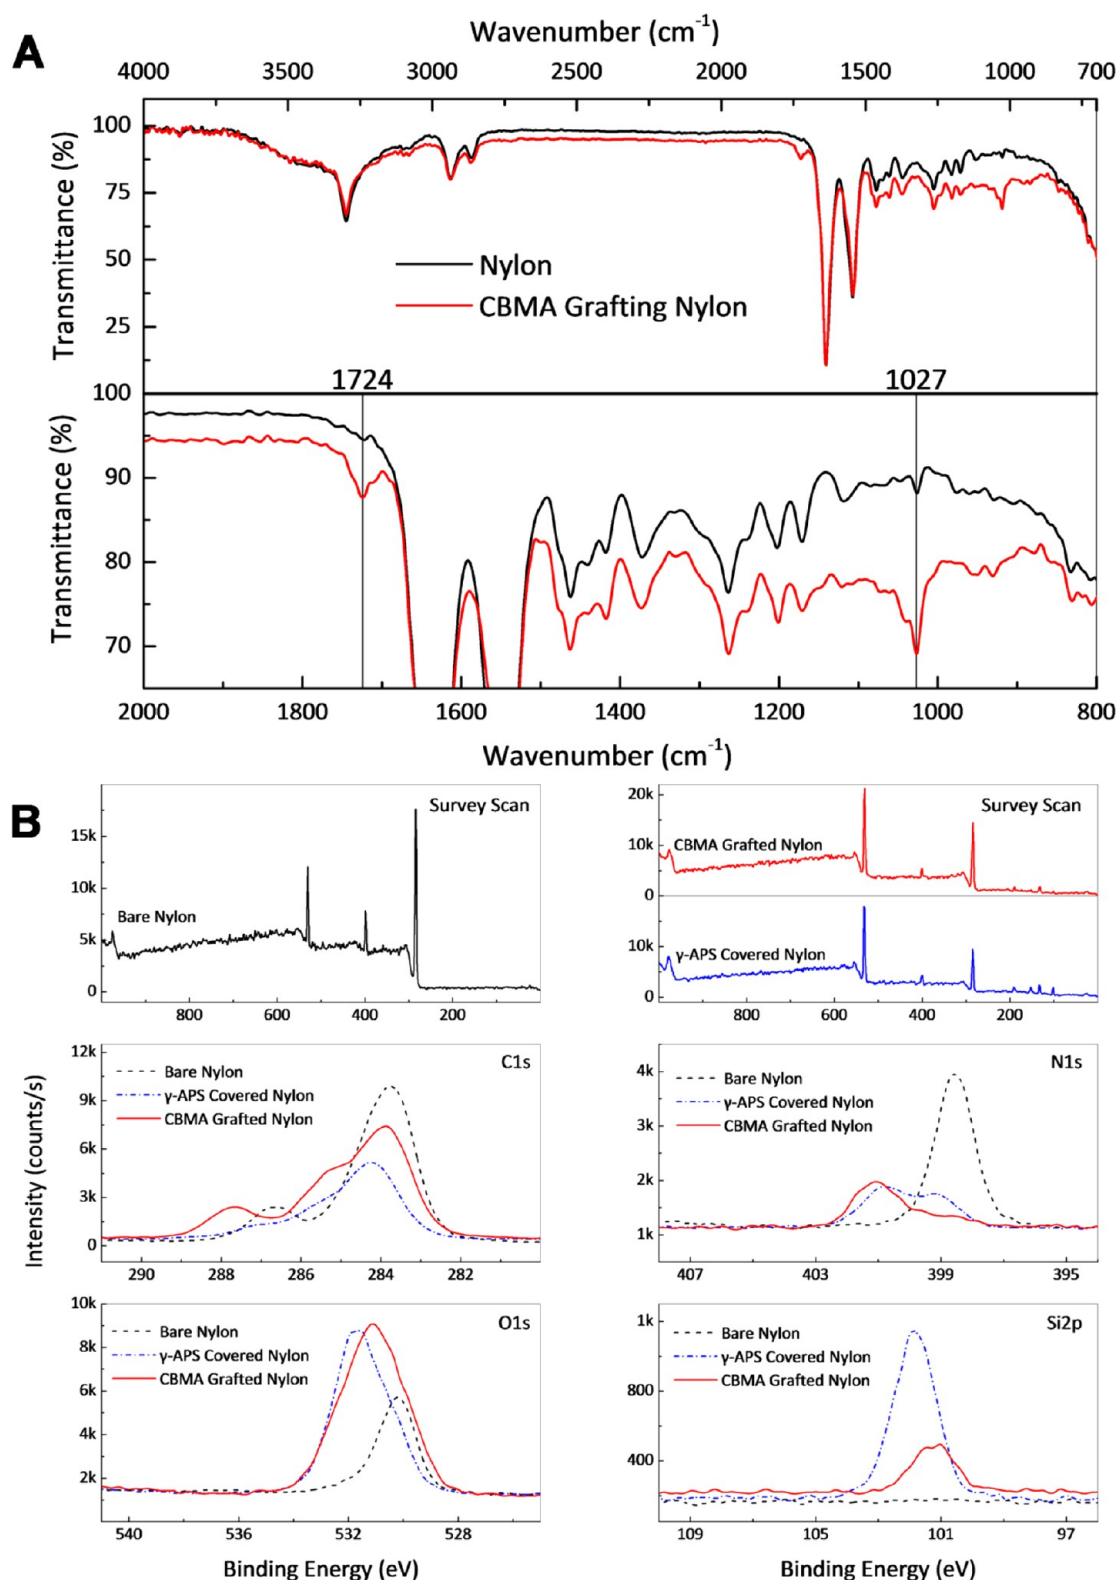 A
Wavenumber (cm-1)
4000 3500 3000 2500 2000 1500 1000 700
Transmittance (%)
100
75
50
25
Nylon
CBMA Grafting Nylon
1724
1027
Transmittance (%)
100
90
80
70
2000 1800 1600 1400 1200 1000 800
Wavenumber (cm-1)
B
Survey Scan
15k
10k
5k
0
Bare Nylon
800 600 400 200
Survey Scan
20k
10k
0
CBMA Grafted Nylon
10k
0
γ-APS Covered Nylon
800 600 400 200
Intensity (counts/s)
C1s
12k
9k
6k
3k
0
Bare Nylon
γ-APS Covered Nylon
CBMA Grafted Nylon
290 288 286 284 282
N1s
4k
3k
2k
1k
Bare Nylon
γ-APS Covered Nylon
CBMA Grafted Nylon
407 403 399 395
O1s
10k
8k
6k
4k
2k
Bare Nylon
γ-APS Covered Nylon
CBMA Grafted Nylon
540 536 532 528
Binding Energy (eV)
Si2p
1k
800
400
Bare Nylon
γ-APS Covered Nylon
CBMA Grafted Nylon
109 105 101 97
Binding Energy (eV)